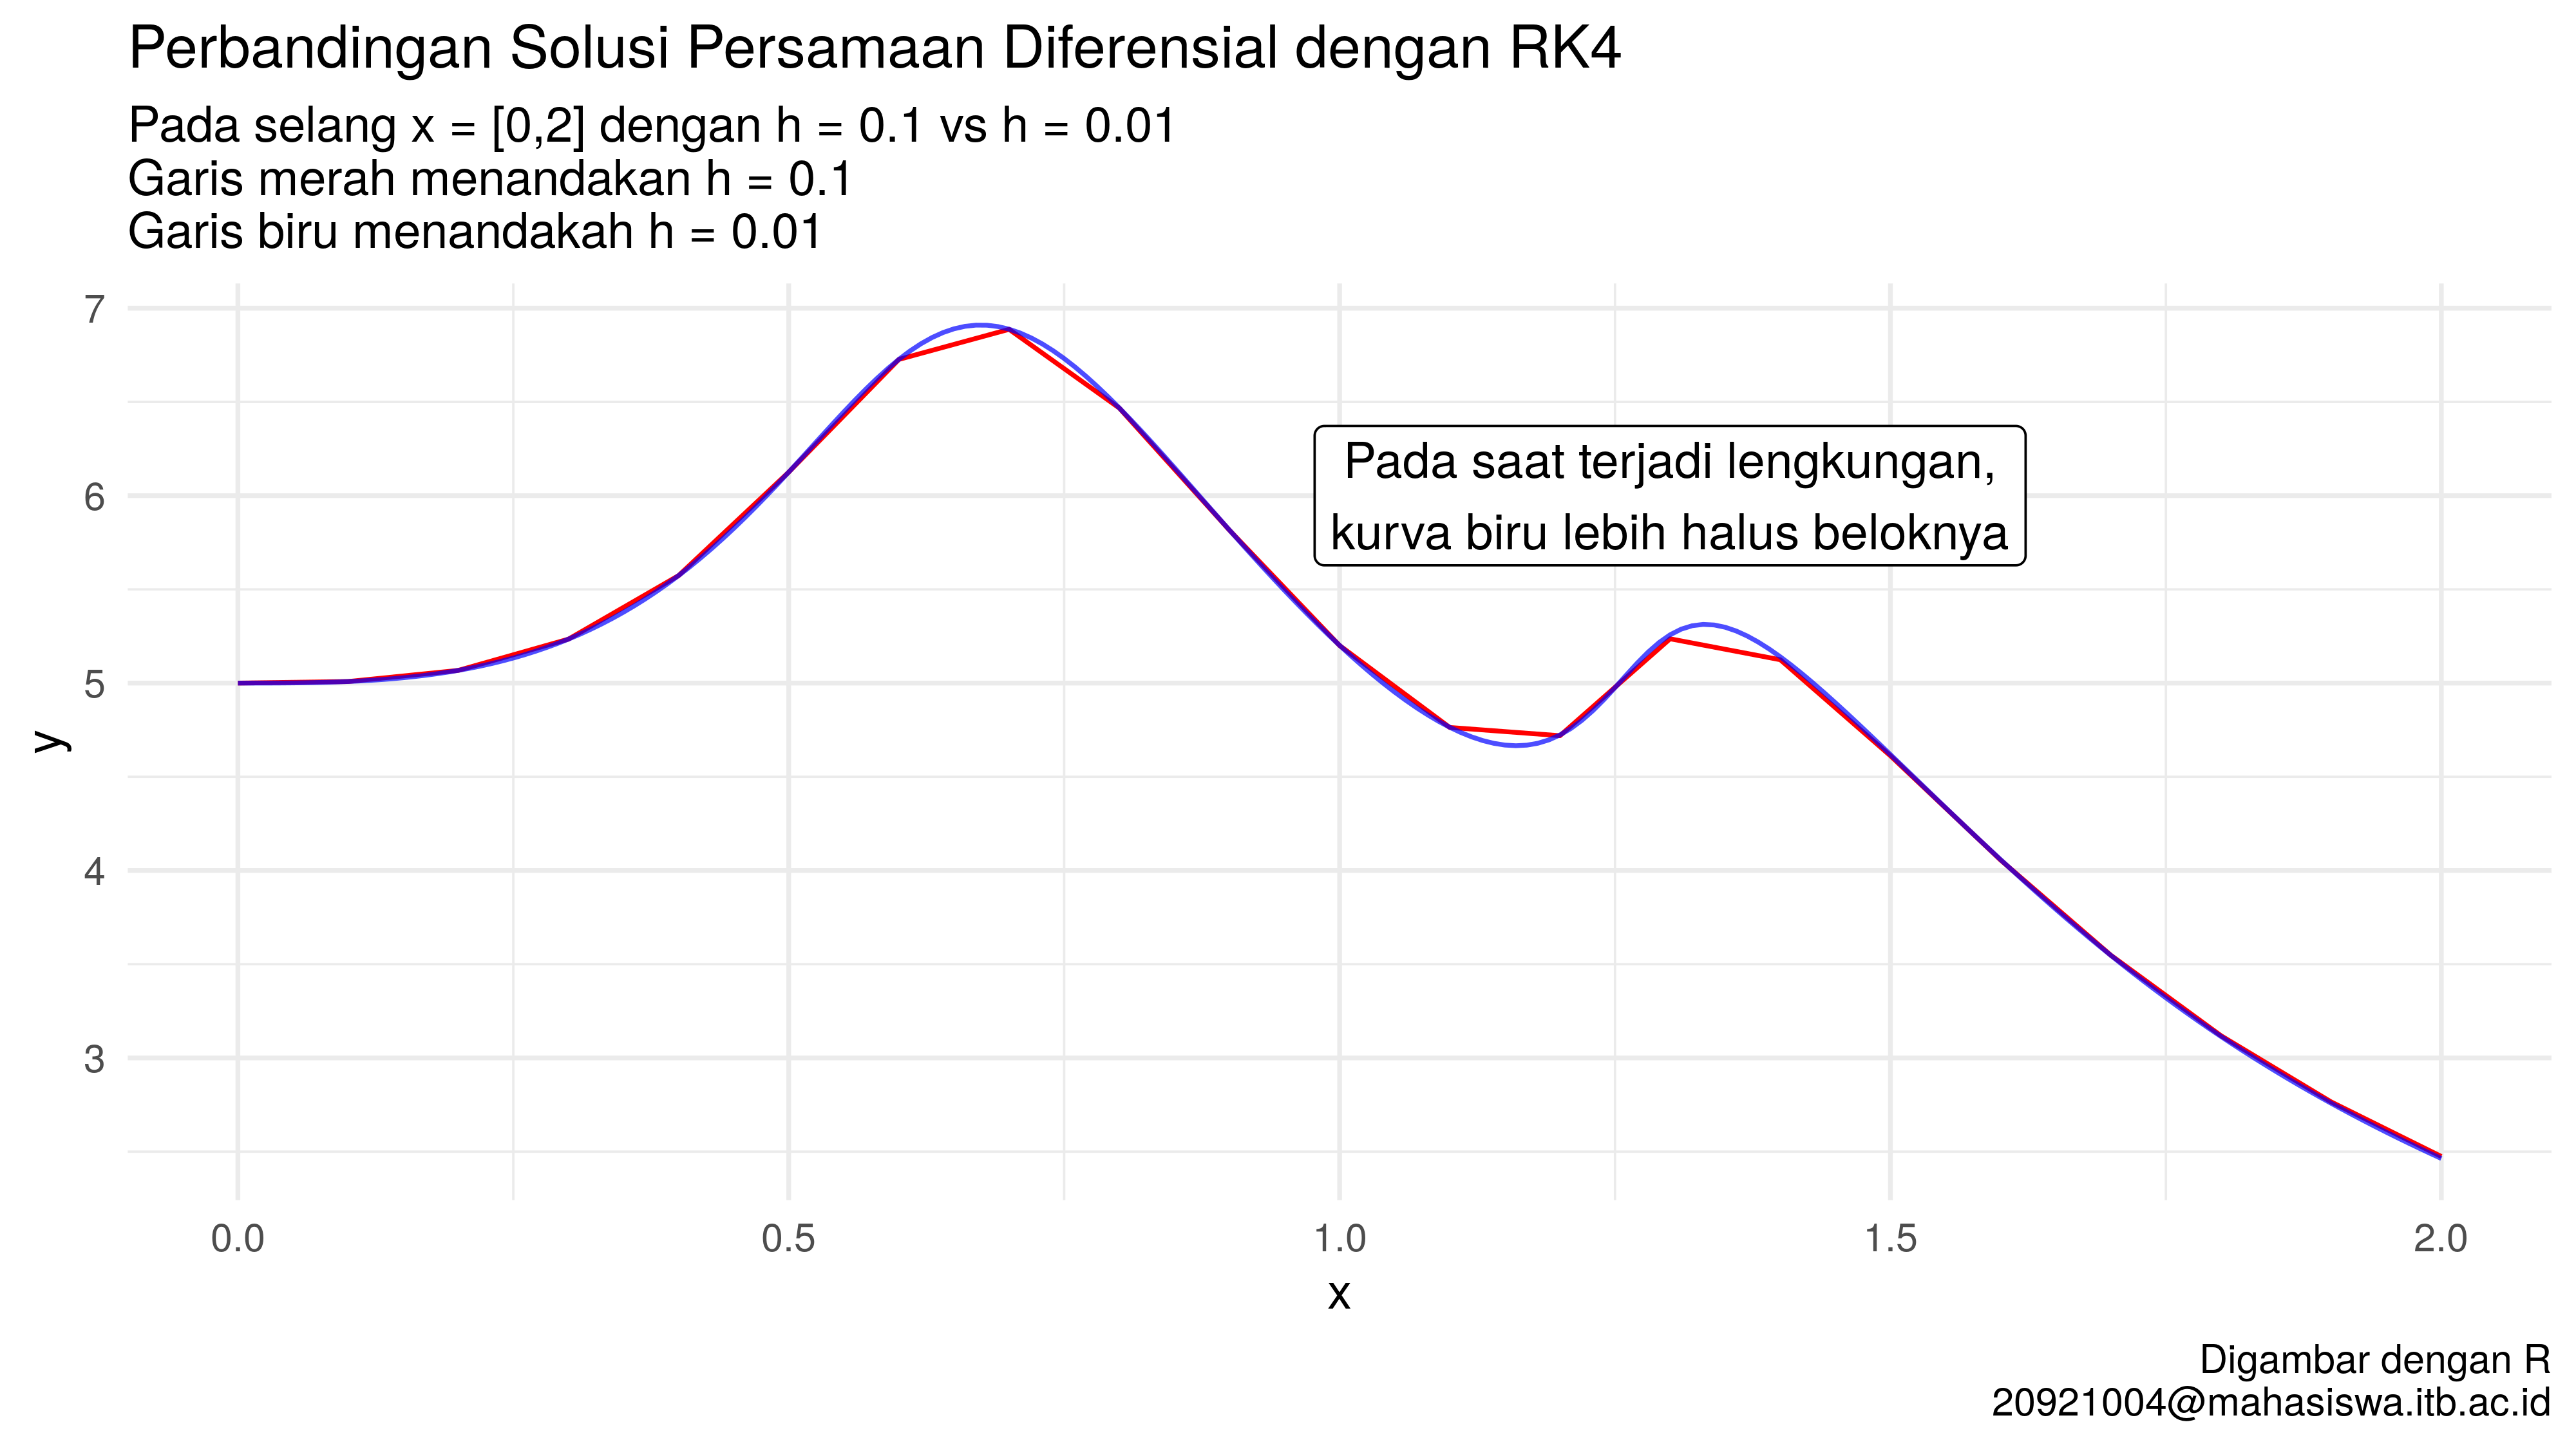 Perbandingan Solusi Persamaan Diferensial dengan RK4
Pada selang x = [0,2] dengan h = 0.1 vs h = 0.01
Garis merah menandakan h = 0.1
Garis biru menandakah h = 0.01
7
6
5
4
3
y
Pada saat terjadi lengkungan,
kurva biru lebih halus beloknya
0.0 0.5 1.0 1.5 2.0
x
Digambar dengan R
20921004@mahasiswa.itb.ac.id